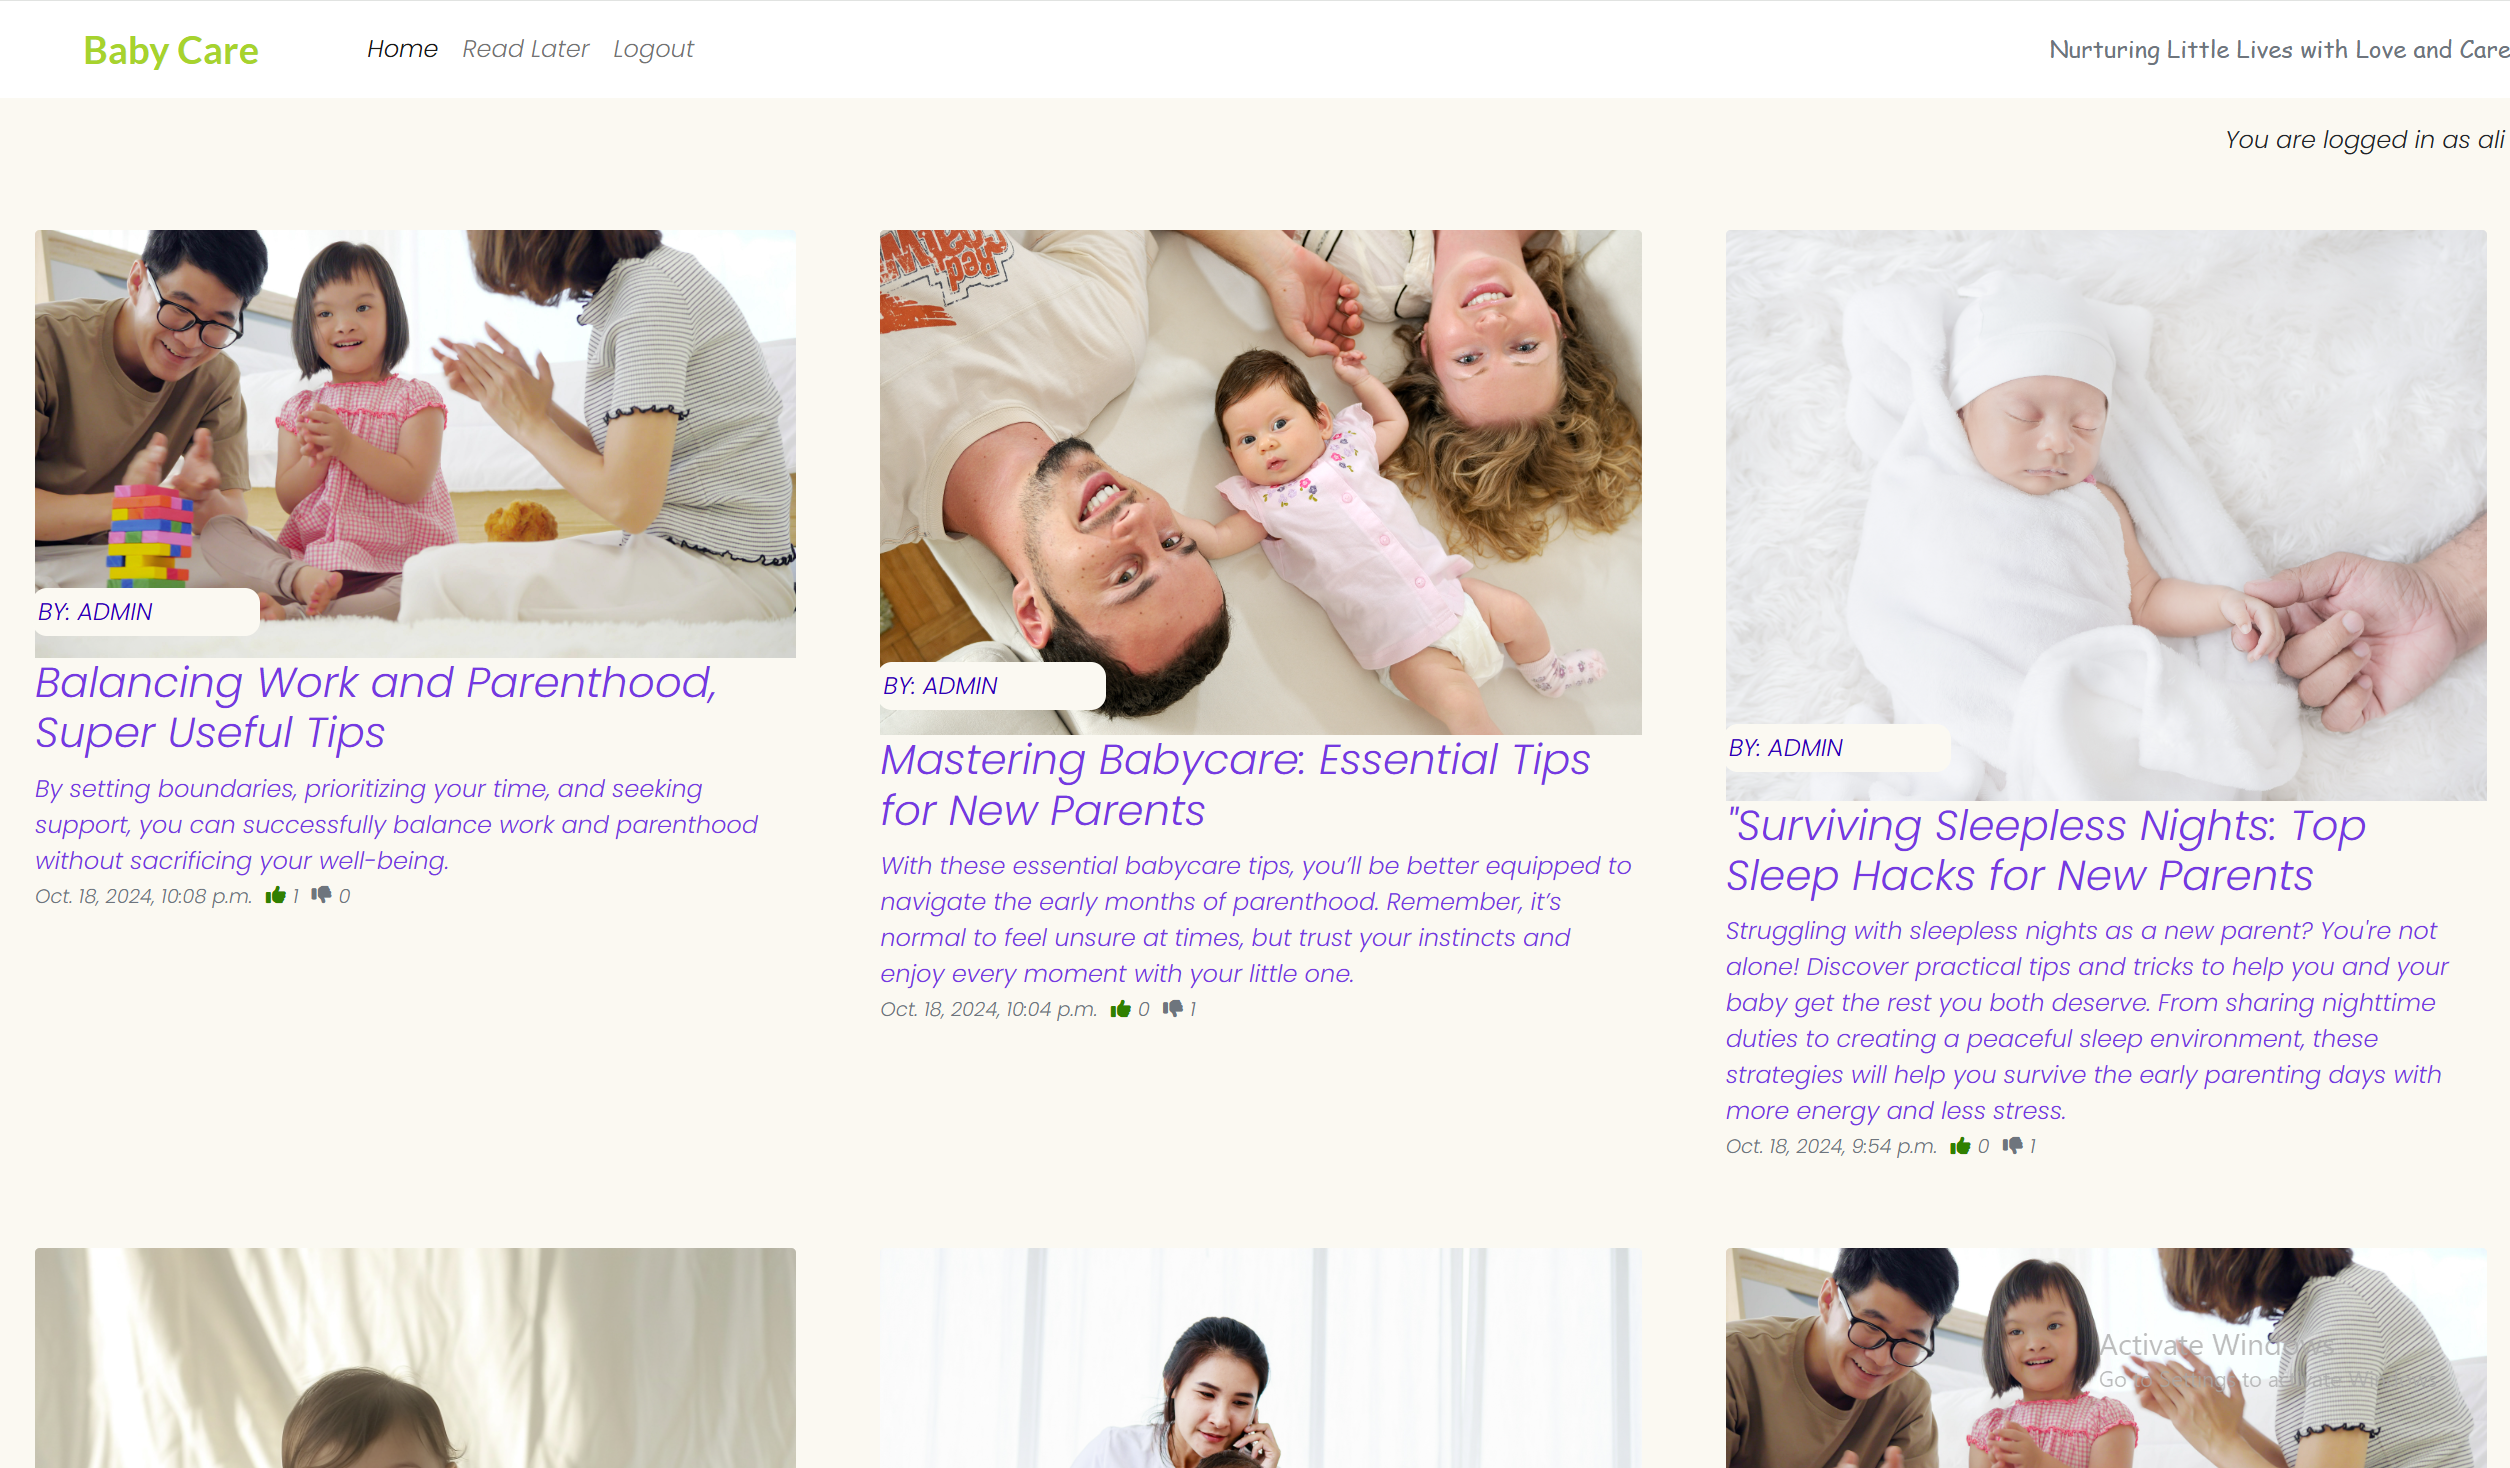 Baby Care
Home Read Later Logout
Nurturing Little Lives with Love and Care
You are logged in as ali
BY: ADMIN
Balancing Work and Parenthood,
Super Useful Tips
By setting boundaries, prioritizing your time, and seeking
support, you can successfully balance work and parenthood
without sacrificing your well-being.
Oct. 18, 2024, 10:08 p.m. 1 0
BY: ADMIN
Mastering Babycare: Essential Tips
for New Parents
With these essential babycare tips, you’ll be better equipped to
navigate the early months of parenthood. Remember, it’s
normal to feel unsure at times, but trust your instincts and
enjoy every moment with your little one.
Oct. 18, 2024, 10:04 p.m. 0 1
BY: ADMIN
"Surviving Sleepless Nights: Top
Sleep Hacks for New Parents
Struggling with sleepless nights as a new parent? You're not
alone! Discover practical tips and tricks to help you and your
baby get the rest you both deserve. From sharing nighttime
duties to creating a peaceful sleep environment, these
strategies will help you survive the early parenting days with
more energy and less stress.
Oct. 18, 2024, 9:54 p.m. 0 1
Activate Windows
Go to Settings to activate Windows.